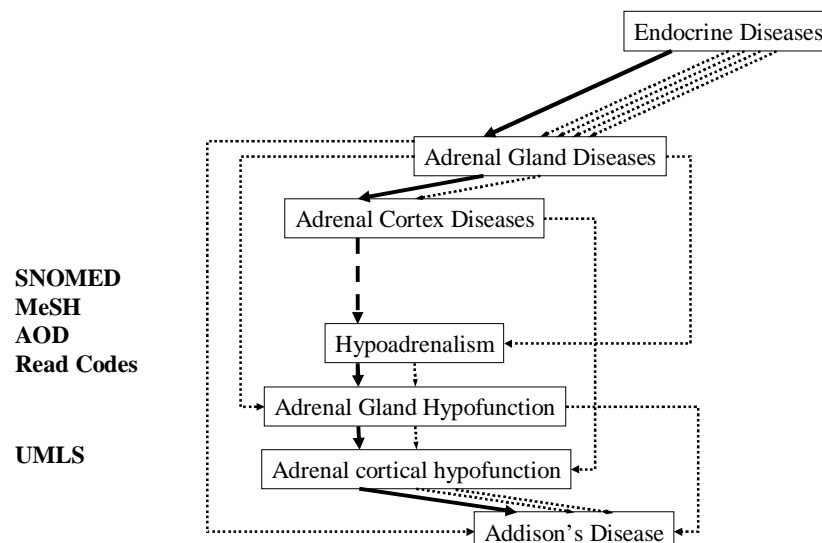 Endocrine Diseases
Adrenal Gland Diseases
Adrenal Cortex Diseases
SNOMED
MeSH
AOD
Read Codes
Hypoadrenalism
Adrenal Gland Hypofunction
UMLS
Adrenal cortical hypofunction
Addison’s Disease